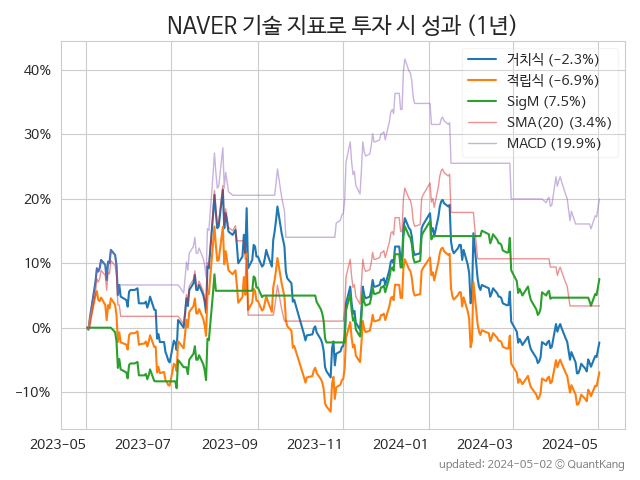 NAVER 기술 지표로 투자 시 성과 (1년)
거치식 (−2.3%)
적립식 (−6.9%)
SigM (7.5%)
SMA(20) (3.4%)
MACD (19.9%)
40%
30%
20%
10%
0%
−10%
2023-05
2023-07
2023-09
2023-11
2024-01
2024-03
2024-05
updated: 2024-05-02 © QuantKang